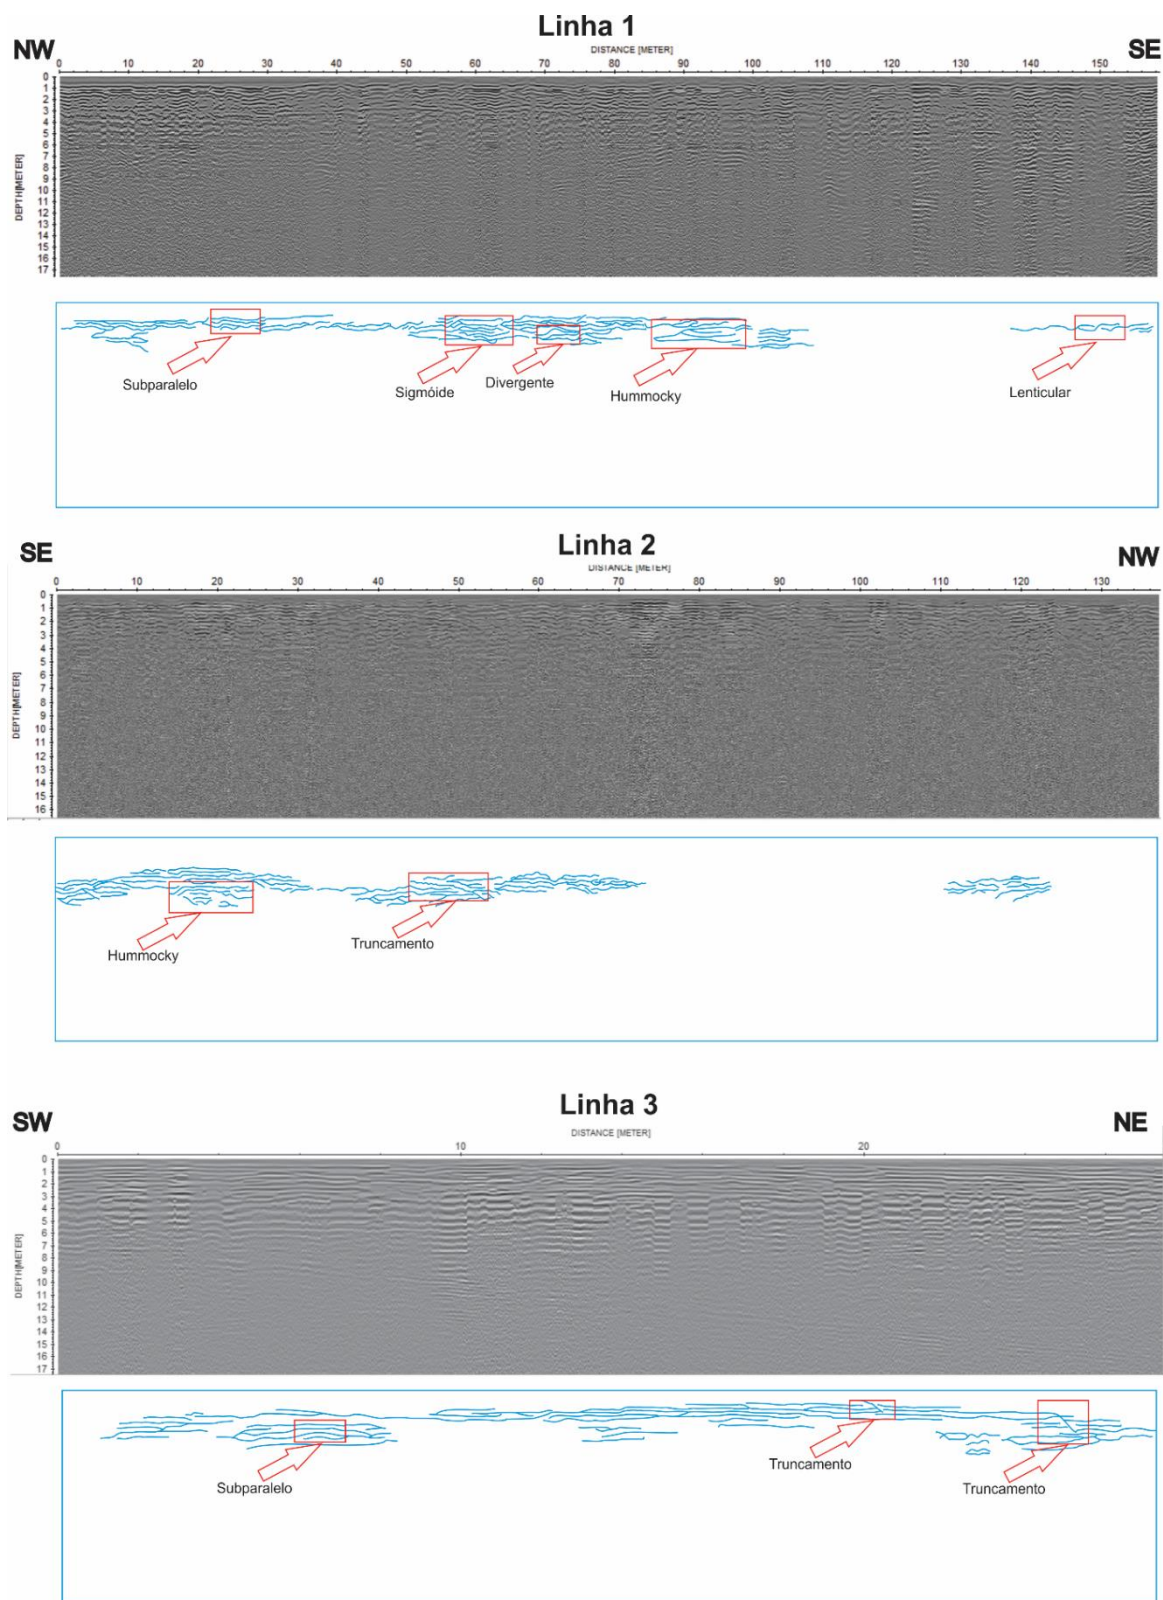 Linha 1
NW SE
DISTANCE [METER]
0 10 20 30 40 50 60 70 80 90 100 110 120 130 140 150
DEPTH[METER]
0
1
2
3
4
5
6
7
8
9
10
11
12
13
14
15
16
17
Subparalelo
Sigmóide
Divergente
Hummocky
Lenticular
Linha 2
SE NW
DISTANCE [METER]
0 10 20 30 40 50 60 70 80 90 100 110 120 130
DEPTH[METER]
0
1
2
3
4
5
6
7
8
9
10
11
12
13
14
15
16
Hummocky
Truncamento
Linha 3
SW NE
DISTANCE [METER]
0 10 20
DEPTH[METER]
0
1
2
3
4
5
6
7
8
9
10
11
12
13
14
15
16
17
Subparalelo
Truncamento
Truncamento